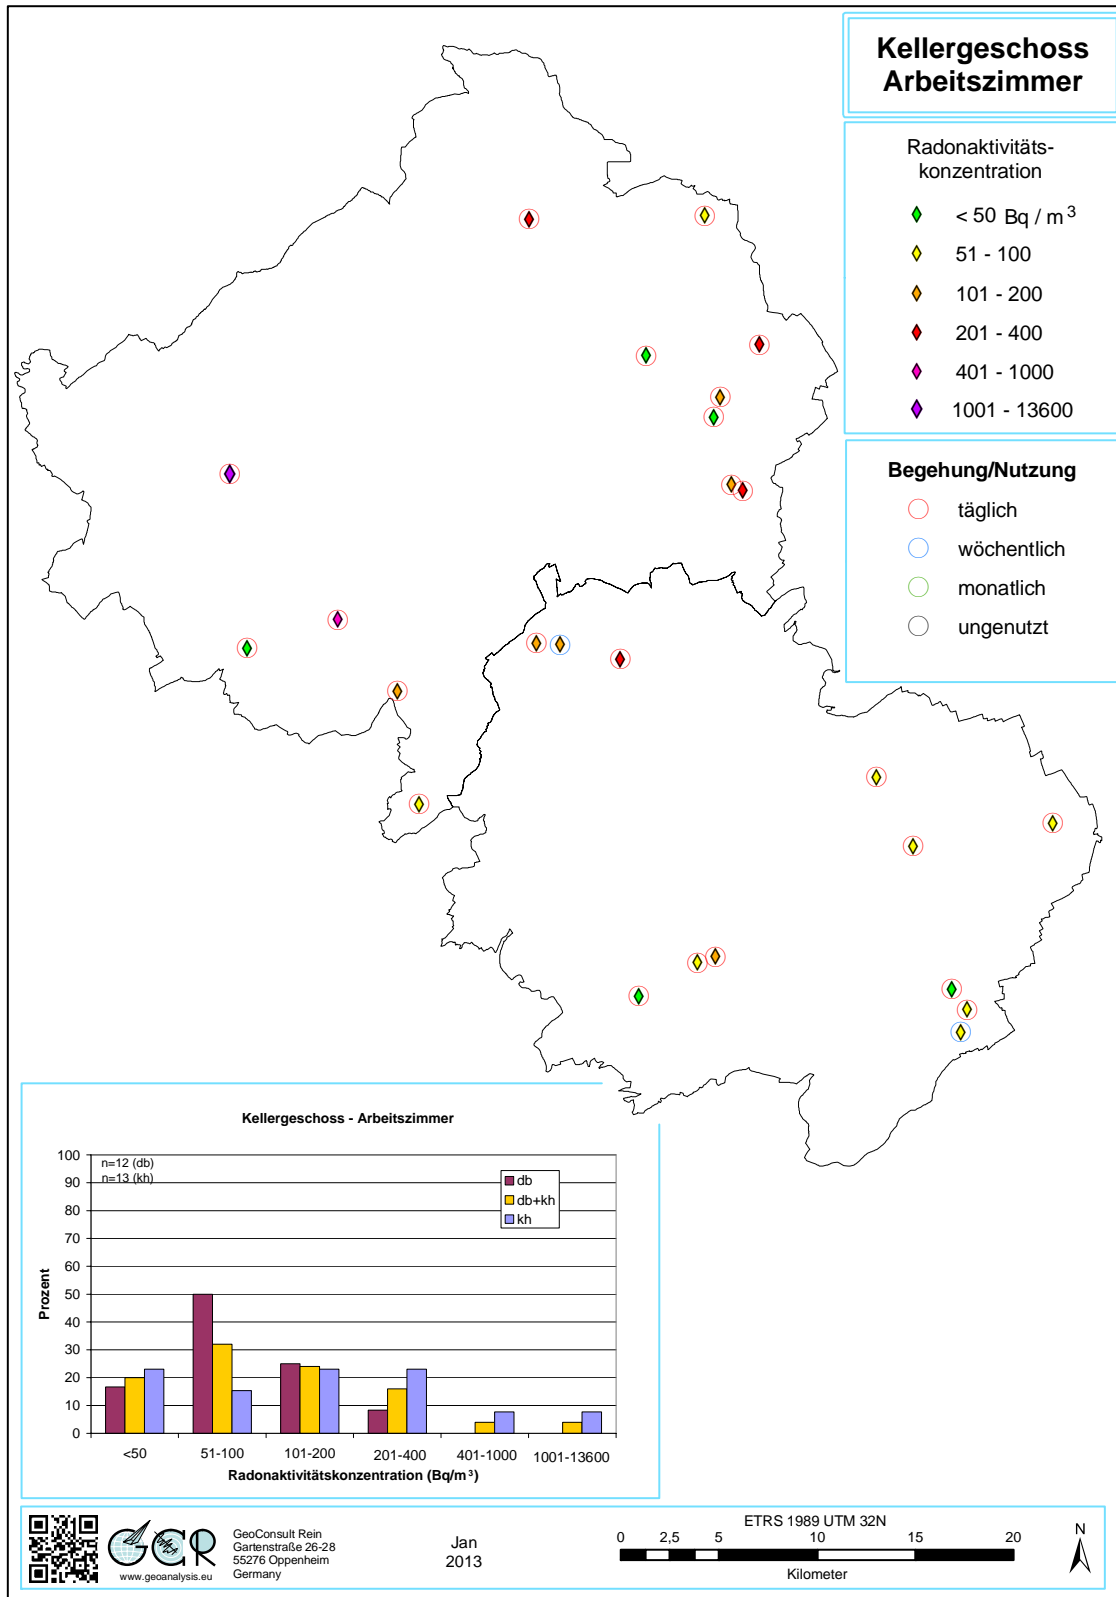 Kellergeschoss
Arbeitszimmer
Radonaktivitäts-
konzentration
< 50 Bq / m³
51 - 100
101 - 200
201 - 400
401 - 1000
1001 - 13600
Begehung/Nutzung
täglich
wöchentlich
monatlich
ungenutzt
Kellergeschoss - Arbeitszimmer
n=12 (db)
n=13 (kh)
db
db+kh
kh
Prozent
100
90
80
70
60
50
40
30
20
10
0
<50 51-100 101-200 201-400 401-1000 1001-13600
Radonaktivitätskonzentration (Bq/m³)
GCR
www.geoanalysis.eu
GeoConsult Rein
Gartenstraße 26-28
55276 Oppenheim
Germany
Jan
2013
ETRS 1989 UTM 32N
0 2,5 5 10 15 20
Kilometer
N